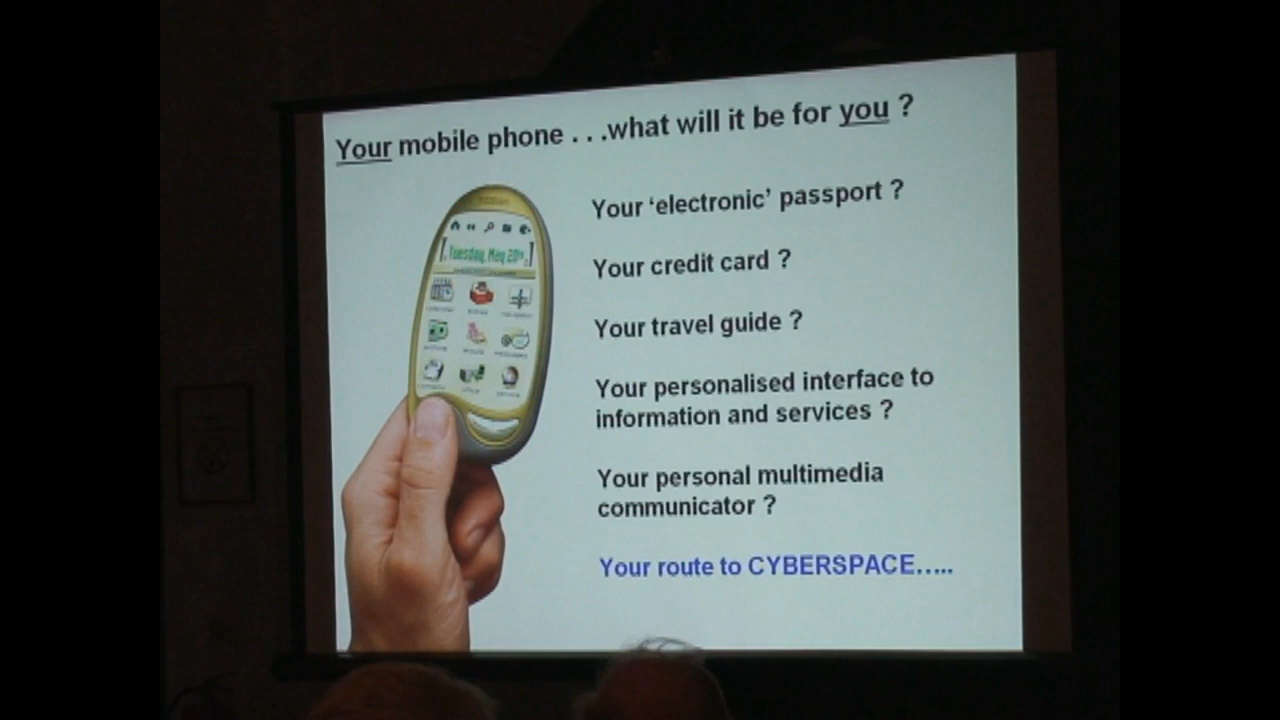 Your mobile phone . . .what will it be for you ?
Your ‘electronic’ passport ?
Your credit card ?
Tuesday, May 20th
Your travel guide ?
Your personalised interface to
information and services ?
Your personal multimedia
communicator ?
Your route to CYBERSPACE…..